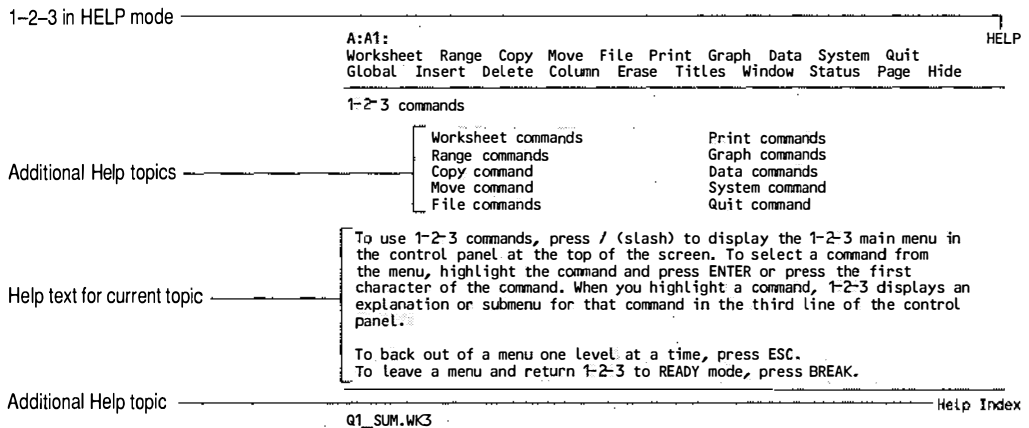 1–2–3 in HELP mode
HELP
A:A1:
Worksheet Range Copy Move File Print Graph Data System Quit
Global Insert Delete Column Erase Titles Window Status Page Hide
1-2-3 commands
Additional Help topics
Worksheet commands Print commands
Range commands Graph commands
Copy command Data commands
Move command System command
File commands Quit command
Help text for current topic
To use 1-2-3 commands, press / (slash) to display the 1-2-3 main menu in
the control panel at the top of the screen. To select a command from
the menu, highlight the command and press ENTER or press the first
character of the command. When you highlight a command, 1-2-3 displays an
explanation or submenu for that command in the third line of the control
panel.
To back out of a menu one level at a time, press ESC.
To leave a menu and return 1-2-3 to READY mode, press BREAK.
Additional Help topic
Help Index
Q1_SUM.WK3